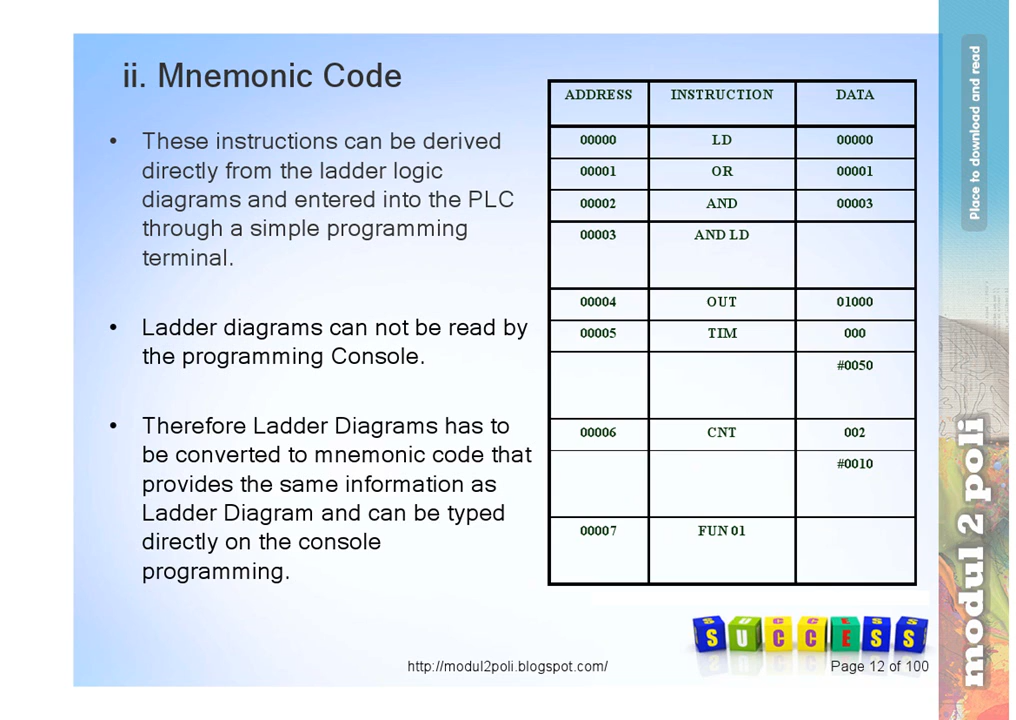 ii. Mnemonic Code
• These instructions can be derived
directly from the ladder logic
diagrams and entered into the PLC
through a simple programming
terminal.
• Ladder diagrams can not be read by
the programming Console.
• Therefore Ladder Diagrams has to
be converted to mnemonic code that
provides the same information as
Ladder Diagram and can be typed
directly on the console
programming.
ADDRESS INSTRUCTION DATA
00000 LD 00000
00001 OR 00001
00002 AND 00003
00003 AND LD
00004 OUT 01000
00005 TIM 000
#0050
00006 CNT 002
#0010
00007 FUN 01
SUCCESS
http://modul2poli.blogspot.com/
Page 12 of 100
Place to download and read
modul 2 poli